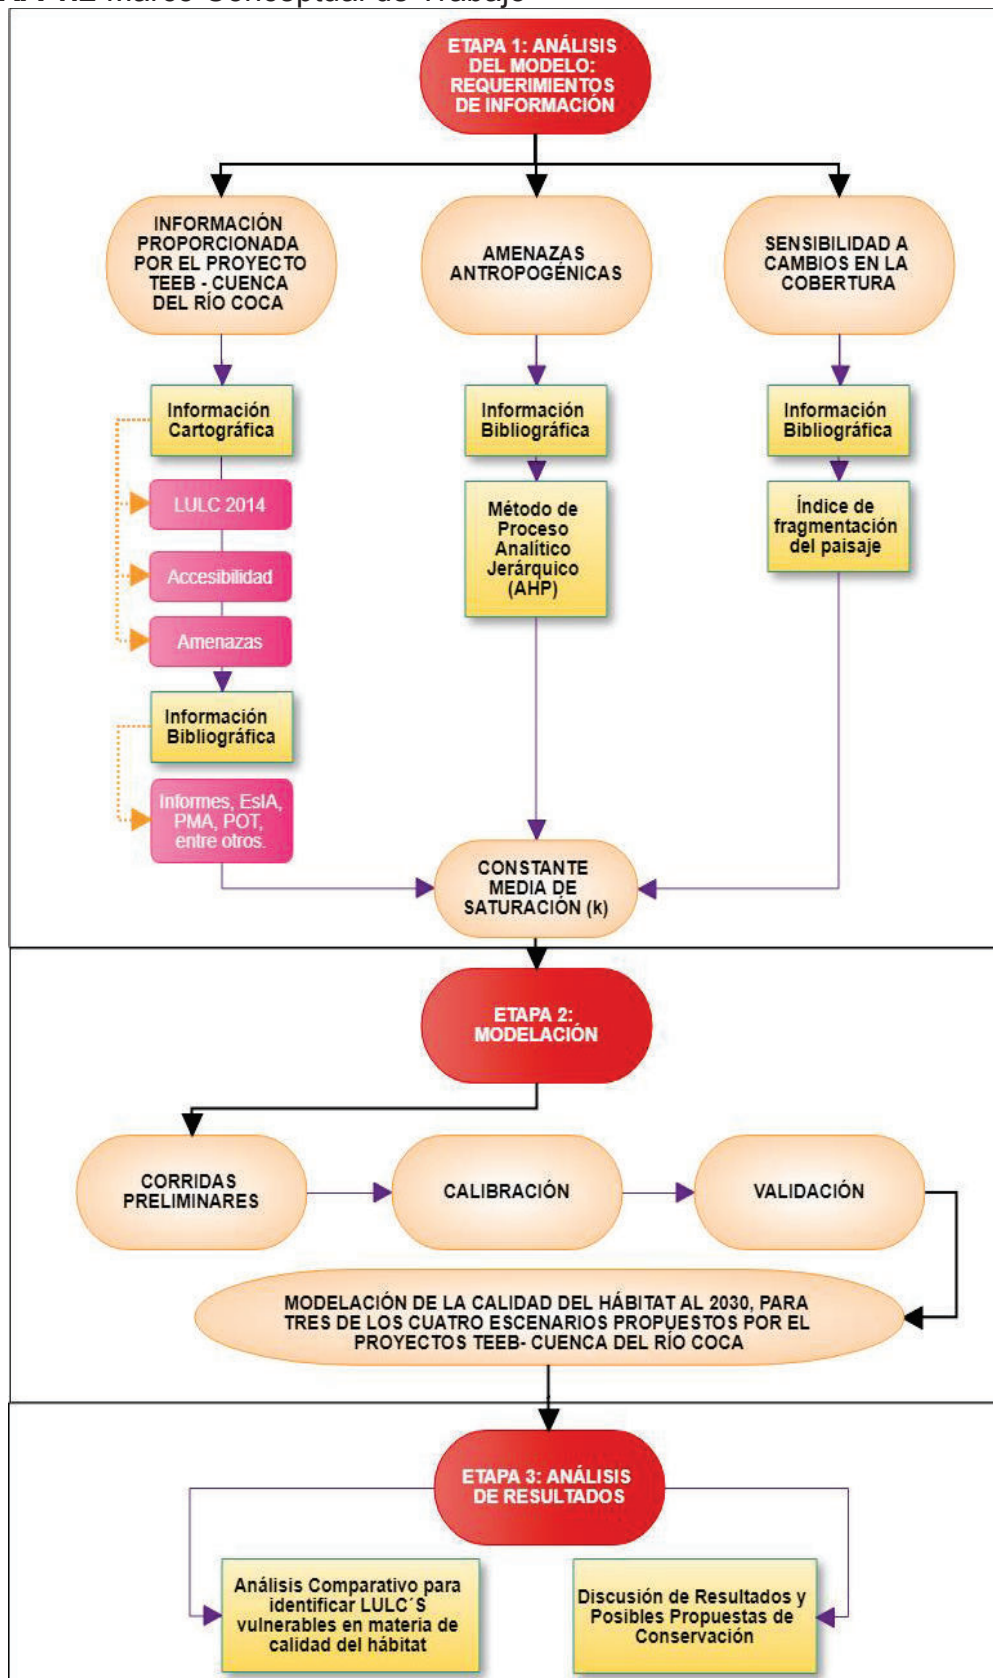 Marco Conceptual de Trabajo
ETAPA 1: ANÁLISIS
DEL MODELO:
REQUERIMIENTOS
DE INFORMACIÓN
INFORMACIÓN
PROPORCIONADA
POR EL PROYECTO
TEEB - CUENCA
DEL RÍO COCA
AMENAZAS
ANTROPOGÉNICAS
SENSIBILIDAD A
CAMBIOS EN LA
COBERTURA
Información
Cartográfica
LULC 2014
Accesibilidad
Amenazas
Información
Bibliográfica
Informes, EsIA,
PMA, POT,
entre otros.
Información
Bibliográfica
Método de
Proceso
Analítico
Jerárquico
(AHP)
Información
Bibliográfica
Índice de
fragmentación
del paisaje
CONSTANTE
MEDIA DE
SATURACIÓN (k)
ETAPA 2:
MODELACIÓN
CORRIDAS
PRELIMINARES
CALIBRACIÓN
VALIDACIÓN
MODELACIÓN DE LA CALIDAD DEL HÁBITAT AL 2030, PARA
TRES DE LOS CUATRO ESCENARIOS PROPUESTOS POR EL
PROYECTOS TEEB- CUENCA DEL RÍO COCA
ETAPA 3: ANÁLISIS
DE RESULTADOS
Análisis Comparativo para
identificar LULC´S
vulnerables en materia de
calidad del hábitat
Discusión de Resultados y
Posibles Propuestas de
Conservación